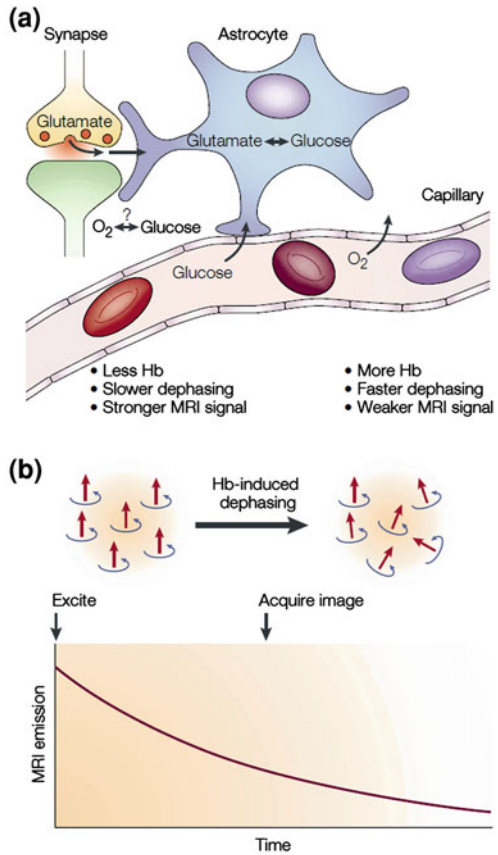 (a)
Synapse
Astrocyte
Glutamate
Glutamate ↔ Glucose
Capillary
?
O₂ ↔ Glucose
Glucose
O₂
• Less Hb
• Slower dephasing
• Stronger MRI signal
• More Hb
• Faster dephasing
• Weaker MRI signal
(b)
Hb-induced
dephasing
Excite
Acquire image
MRI emission
Time